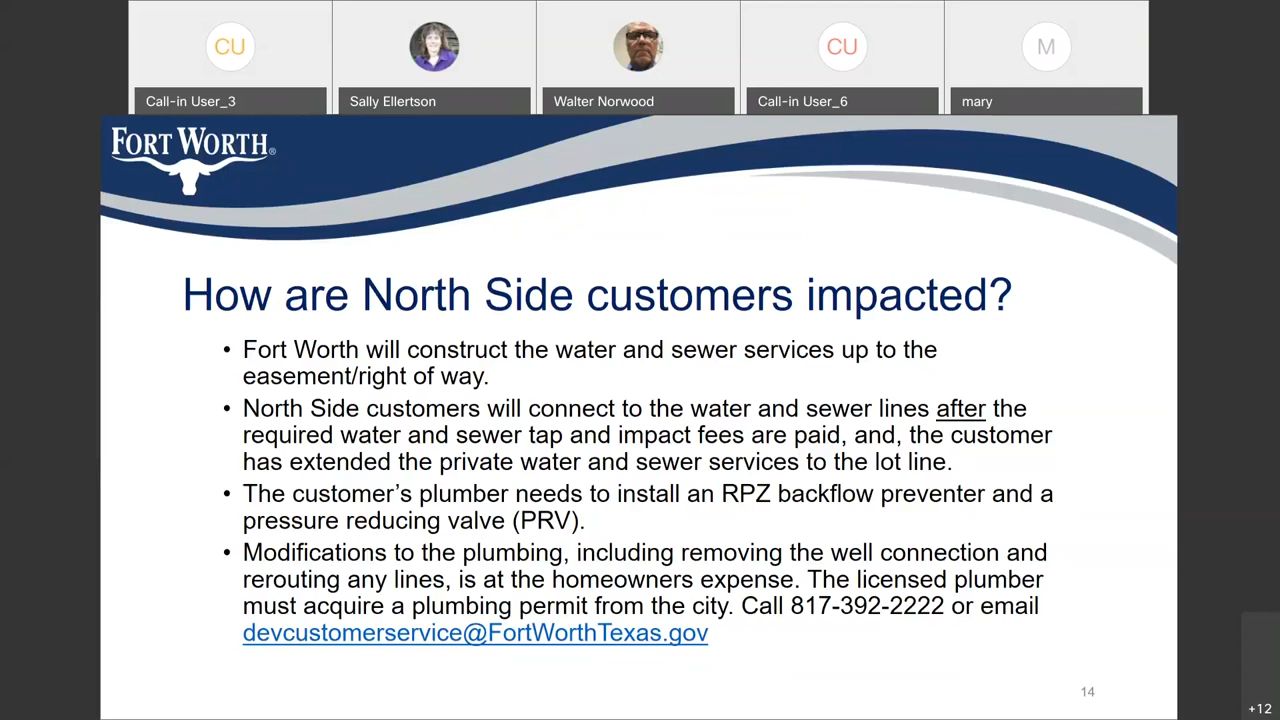 CU
CU
M
Call-in User_3
Sally Ellertson
Walter Norwood
Call-in User_6
mary
FORT WORTH®
How are North Side customers impacted?
• Fort Worth will construct the water and sewer services up to the
easement/right of way.
• North Side customers will connect to the water and sewer lines after the
required water and sewer tap and impact fees are paid, and, the customer
has extended the private water and sewer services to the lot line.
• The customer’s plumber needs to install an RPZ backflow preventer and a
pressure reducing valve (PRV).
• Modifications to the plumbing, including removing the well connection and
rerouting any lines, is at the homeowners expense. The licensed plumber
must acquire a plumbing permit from the city. Call 817-392-2222 or email
devcustomerservice@FortWorthTexas.gov
14
+12